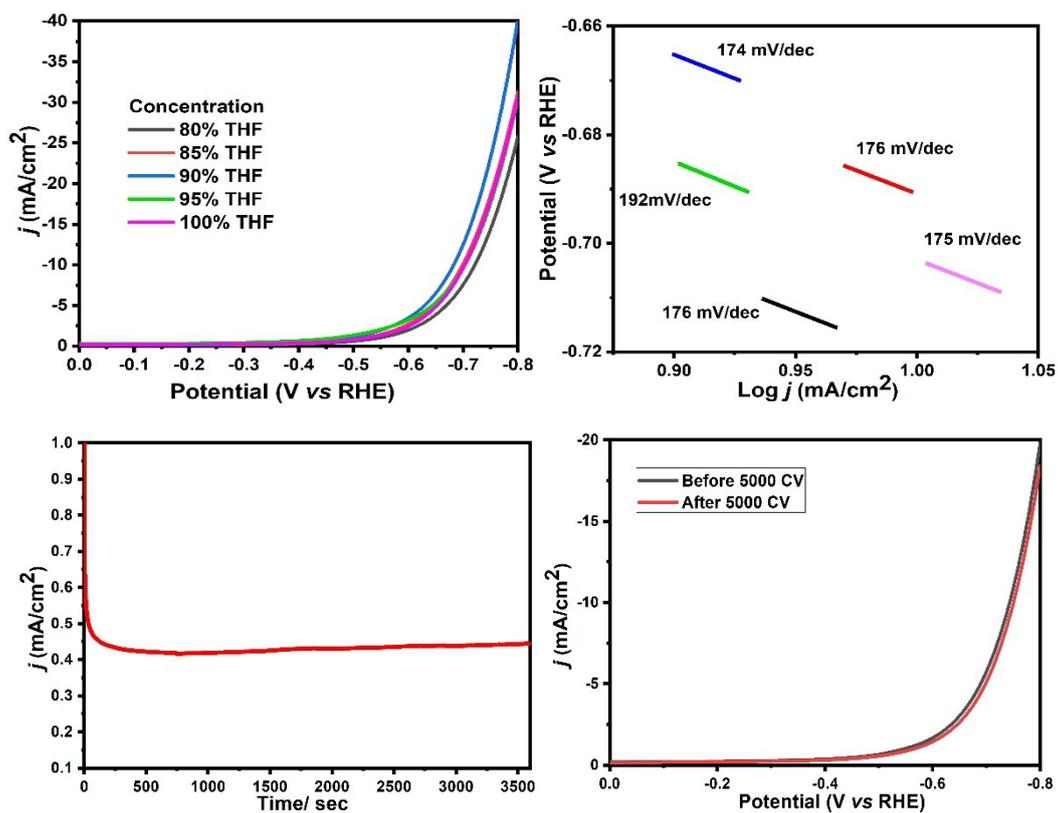 -40
-35
-30
-25
-20
-15
-10
-5
0
j (mA/cm²)
Concentration
80% THF
85% THF
90% THF
95% THF
100% THF
0.0 -0.1 -0.2 -0.3 -0.4 -0.5 -0.6 -0.7 -0.8
Potential (V vs RHE)
-0.66
-0.68
-0.70
-0.72
Potential (V vs RHE)
174 mV/dec
176 mV/dec
192mV/dec
175 mV/dec
176 mV/dec
0.90 0.95 1.00 1.05
Log j (mA/cm²)
1.0
0.9
0.8
0.7
0.6
0.5
0.4
0.3
0.2
0.1
j (mA/cm²)
0 500 1000 1500 2000 2500 3000 3500
Time/ sec
-20
-15
-10
-5
0
j (mA/cm²)
Before 5000 CV
After 5000 CV
0.0 -0.2 -0.4 -0.6 -0.8
Potential (V vs RHE)